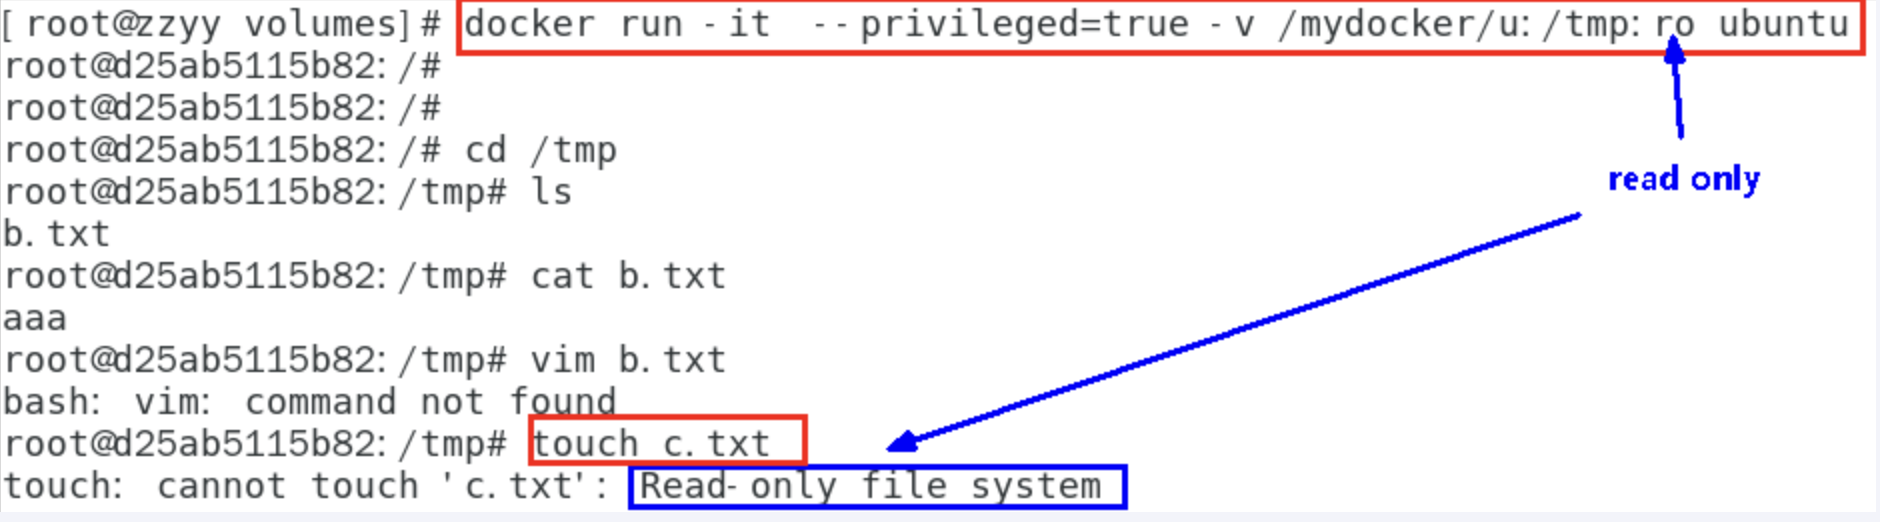 [root@zzyy volumes]# docker run -it  --privileged=true -v /mydocker/u:/tmp:ro ubuntu
root@d25ab5115b82:/#
root@d25ab5115b82:/#
root@d25ab5115b82:/# cd /tmp
root@d25ab5115b82:/tmp# ls
read only
b.txt
root@d25ab5115b82:/tmp# cat b.txt
aaa
root@d25ab5115b82:/tmp# vim b.txt
bash: vim: command not found
root@d25ab5115b82:/tmp# touch c.txt
touch: cannot touch 'c.txt': Read-only file system